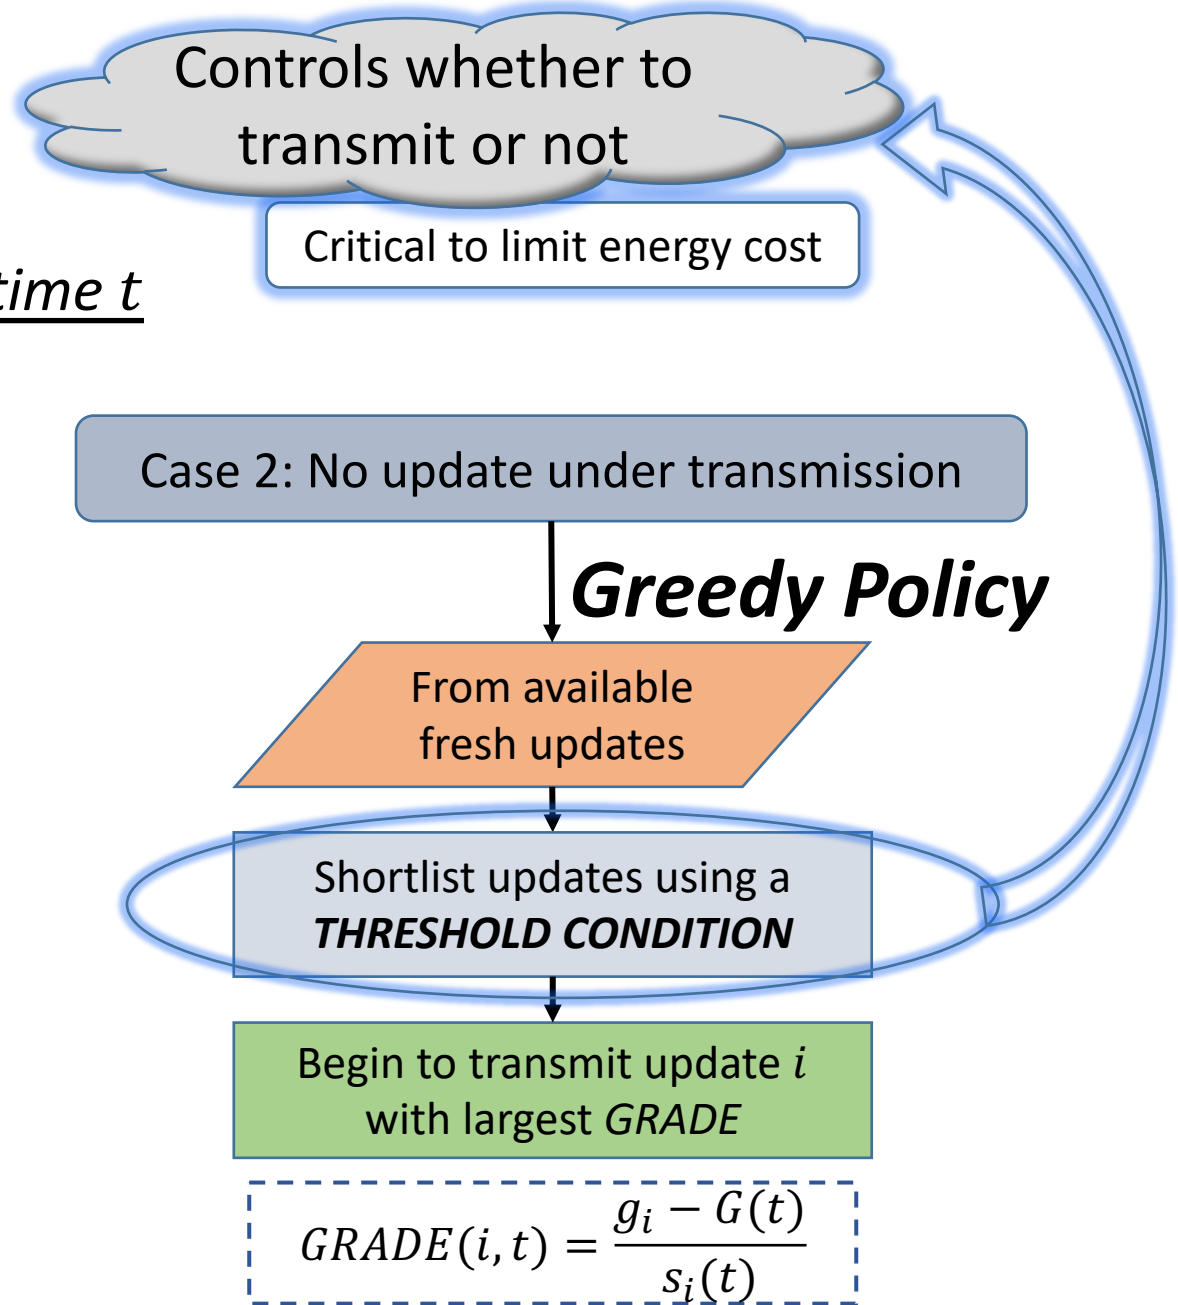 Controls whether to
transmit or not
Critical to limit energy cost
time t
Case 2: No update under transmission
Greedy Policy
From available
fresh updates
Shortlist updates using a
THRESHOLD CONDITION
Begin to transmit update i
with largest GRADE
GRADE(i, t) = \frac{g_i − G(t)}{s_i(t)}